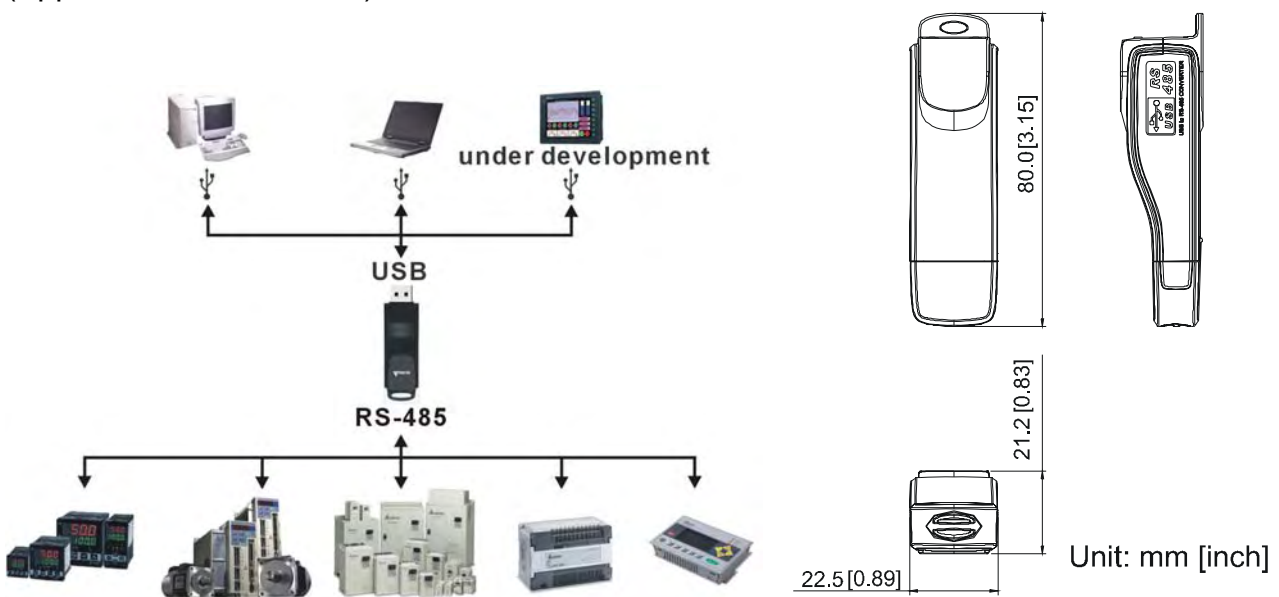 under development
USB
RS-485
80.0[3.15]
RS
485
USB
USB to RS-485 CONVERTER
21.2 [0.83]
22.5 [0.89]
Unit: mm [inch]